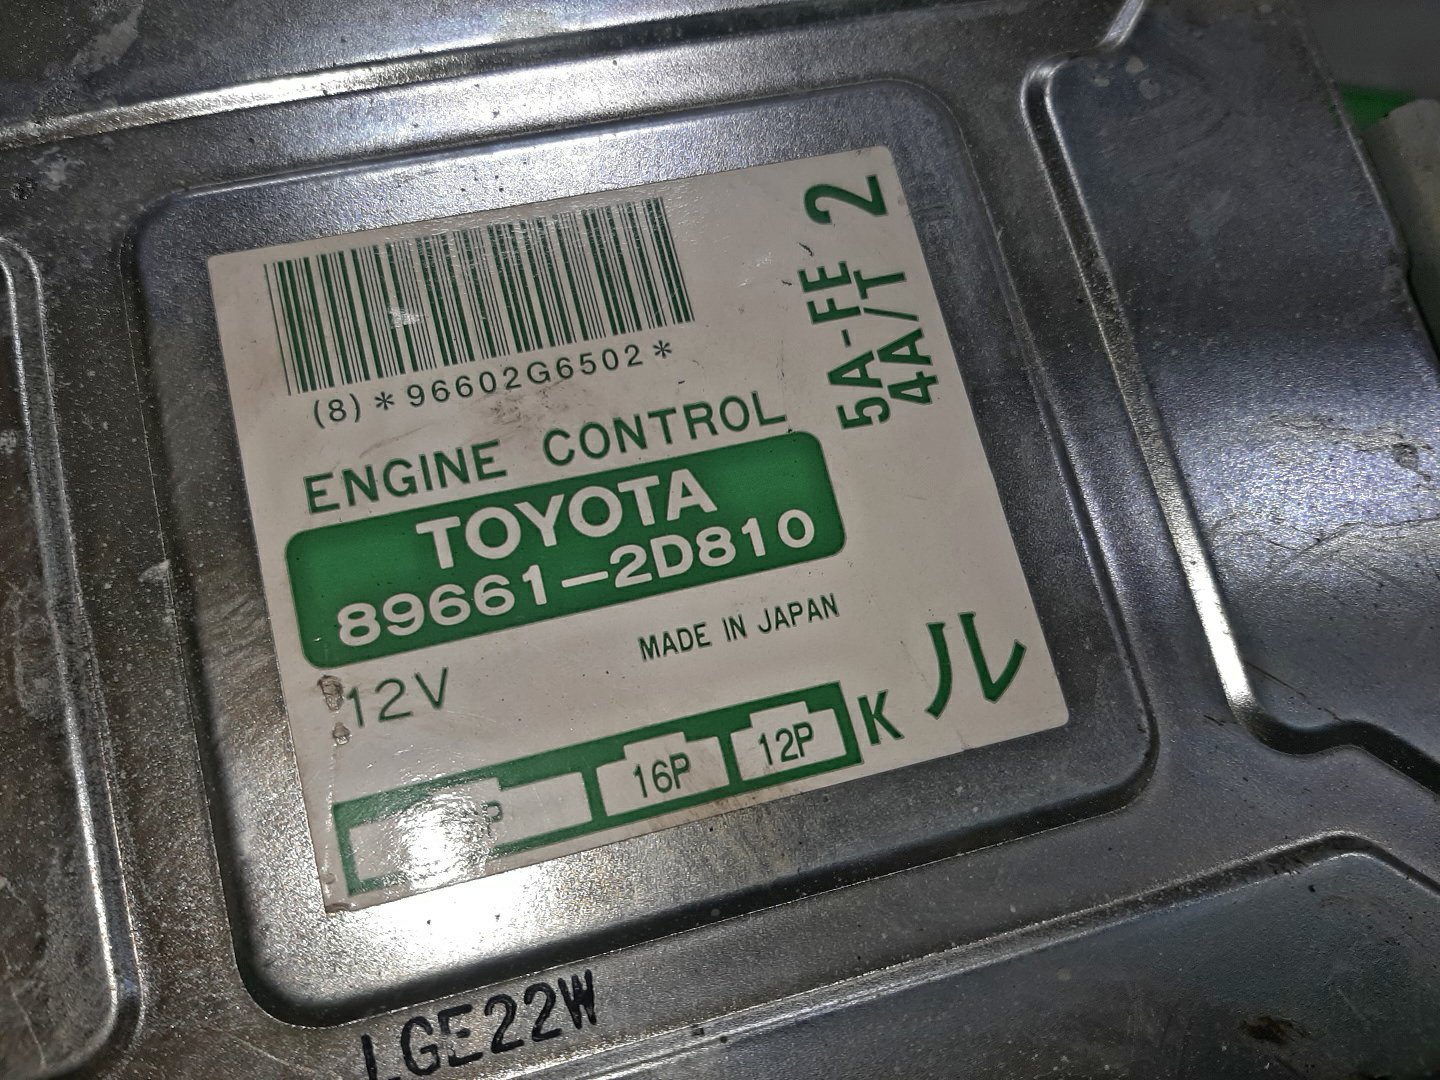 (8)*96602G6502*
ENGINE CONTROL
TOYOTA
89661-2D810
MADE IN JAPAN
12V
16P
12P
K
ル
2
5A-FE
4A/T
LGE22W